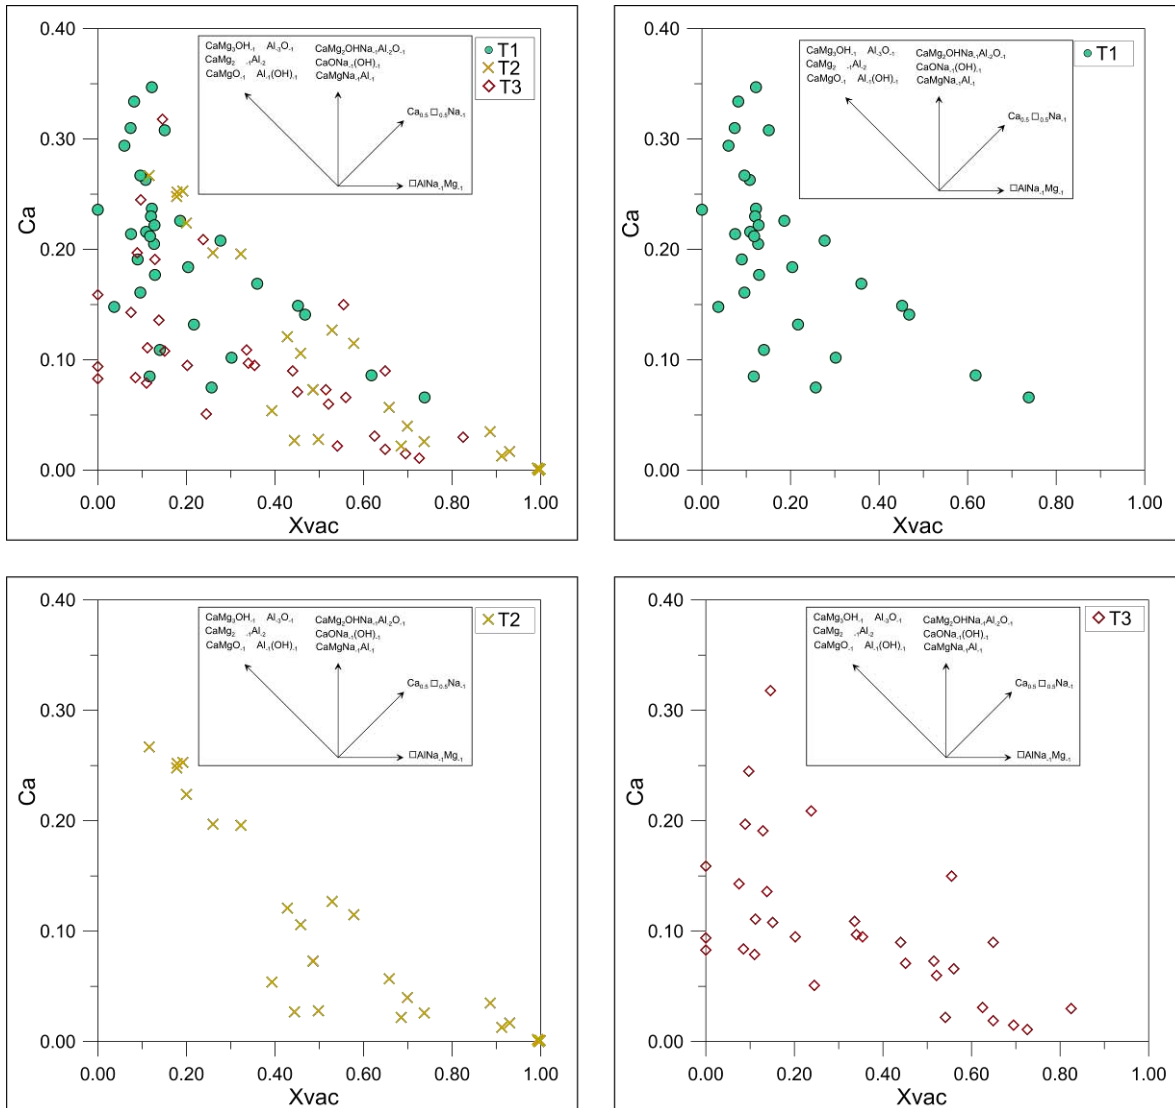 0.40
0.30
0.20
0.10
0.00
Ca
0.00 0.20 0.40 0.60 0.80 1.00
Xvac
CaMg₃OH₋₁ Al₋₃O₋₁
CaMg₂ ₋₁Al₋₂
CaMgO₋₁ Al₋₁(OH)₋₁
CaMg₂OHNa₋₁Al₋₂O₋₁
CaONa₋₁(OH)₋₁
CaMgNa₋₁Al₋₁
Ca₀.₅□₀.₅Na₋₁
□AlNa₋₁Mg₋₁
T1
T2
T3
0.40
0.30
0.20
0.10
0.00
Ca
0.00 0.20 0.40 0.60 0.80 1.00
Xvac
CaMg₃OH₋₁ Al₋₃O₋₁
CaMg₂ ₋₁Al₋₂
CaMgO₋₁ Al₋₁(OH)₋₁
CaMg₂OHNa₋₁Al₋₂O₋₁
CaONa₋₁(OH)₋₁
CaMgNa₋₁Al₋₁
Ca₀.₅□₀.₅Na₋₁
□AlNa₋₁Mg₋₁
T1
0.40
0.30
0.20
0.10
0.00
Ca
0.00 0.20 0.40 0.60 0.80 1.00
Xvac
CaMg₃OH₋₁ Al₋₃O₋₁
CaMg₂ ₋₁Al₋₂
CaMgO₋₁ Al₋₁(OH)₋₁
CaMg₂OHNa₋₁Al₋₂O₋₁
CaONa₋₁(OH)₋₁
CaMgNa₋₁Al₋₁
Ca₀.₅□₀.₅Na₋₁
□AlNa₋₁Mg₋₁
T2
0.40
0.30
0.20
0.10
0.00
Ca
0.00 0.20 0.40 0.60 0.80 1.00
Xvac
CaMg₃OH₋₁ Al₋₃O₋₁
CaMg₂ ₋₁Al₋₂
CaMgO₋₁ Al₋₁(OH)₋₁
CaMg₂OHNa₋₁Al₋₂O₋₁
CaONa₋₁(OH)₋₁
CaMgNa₋₁Al₋₁
Ca₀.₅□₀.₅Na₋₁
□AlNa₋₁Mg₋₁
T3